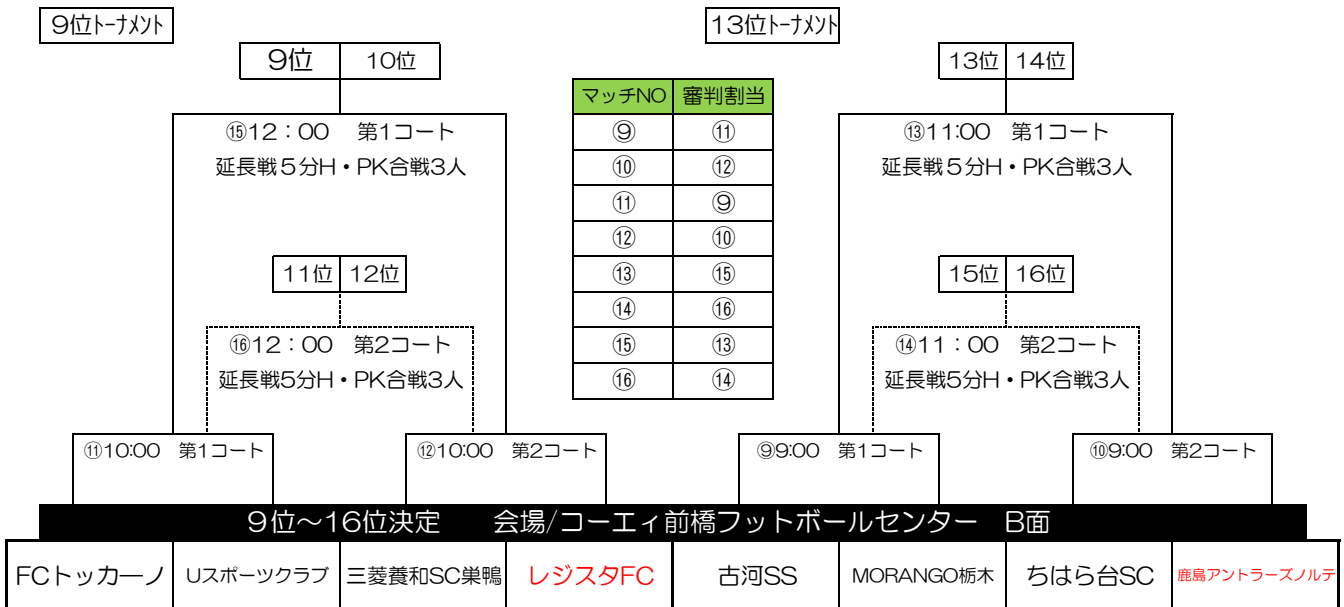 9位トーナメント
13位トーナメント
9位 10位
13位 14位
マッチNO 審判割当
⑨ ⑪
⑩ ⑫
⑪ ⑨
⑫ ⑩
⑬ ⑮
⑭ ⑯
⑮ ⑬
⑯ ⑭
⑮12：00 第1コート
延長戦５分H・PK合戦3人
⑬11:00 第1コート
延長戦５分H・PK合戦3人
11位 12位
15位 16位
⑯12：00 第2コート
延長戦5分H・PK合戦3人
⑭11：00 第2コート
延長戦5分H・PK合戦3人
⑪10:00 第1コート
⑫10:00 第2コート
⑨9:00 第1コート
⑩9:00 第2コート
9位～16位決定 会場/コーエィ前橋フットボールセンター B面
FCトッカーノ Uスポーツクラブ 三菱養和SC巣鴨 レジスタFC 古河SS MORANGO栃木 ちはら台SC 鹿島アントラーズノルテ